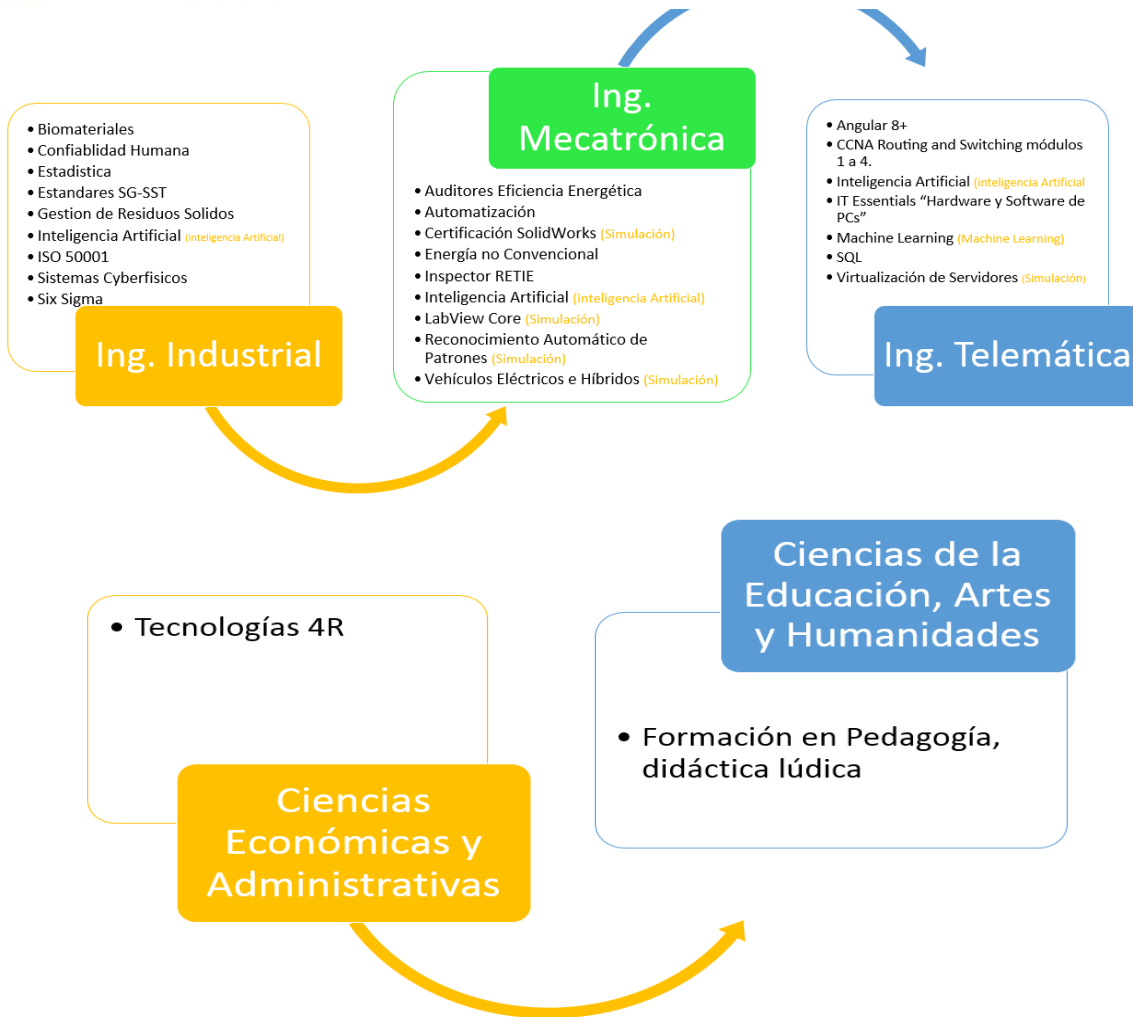 • Biomateriales
• Confiablidad Humana
• Estadistica
• Estandares SG-SST
• Gestion de Residuos Solidos
• Inteligencia Artificial (Inteligencia Artificial)
• ISO 50001
• Sistemas Cyberfisicos
• Six Sigma
Ing. Industrial
Ing.
Mecatrónica
• Auditores Eficiencia Energética
• Automatización
• Certificación SolidWorks (Simulación)
• Energía no Convencional
• Inspector RETIE
• Inteligencia Artificial (Inteligencia Artificial)
• LabView Core (Simulación)
• Reconocimiento Automático de
Patrones (Simulación)
• Vehículos Eléctricos e Híbridos (Simulación)
• Angular 8+
• CCNA Routing and Switching módulos
1 a 4.
• Inteligencia Artificial (Inteligencia Artificial
• IT Essentials “Hardware y Software de
PCs”
• Machine Learning (Machine Learning)
• SQL
• Virtualización de Servidores (Simulación)
Ing. Telemática
• Tecnologías 4R
Ciencias
Económicas y
Administrativas
Ciencias de la
Educación, Artes
y Humanidades
• Formación en Pedagogía,
didáctica lúdica